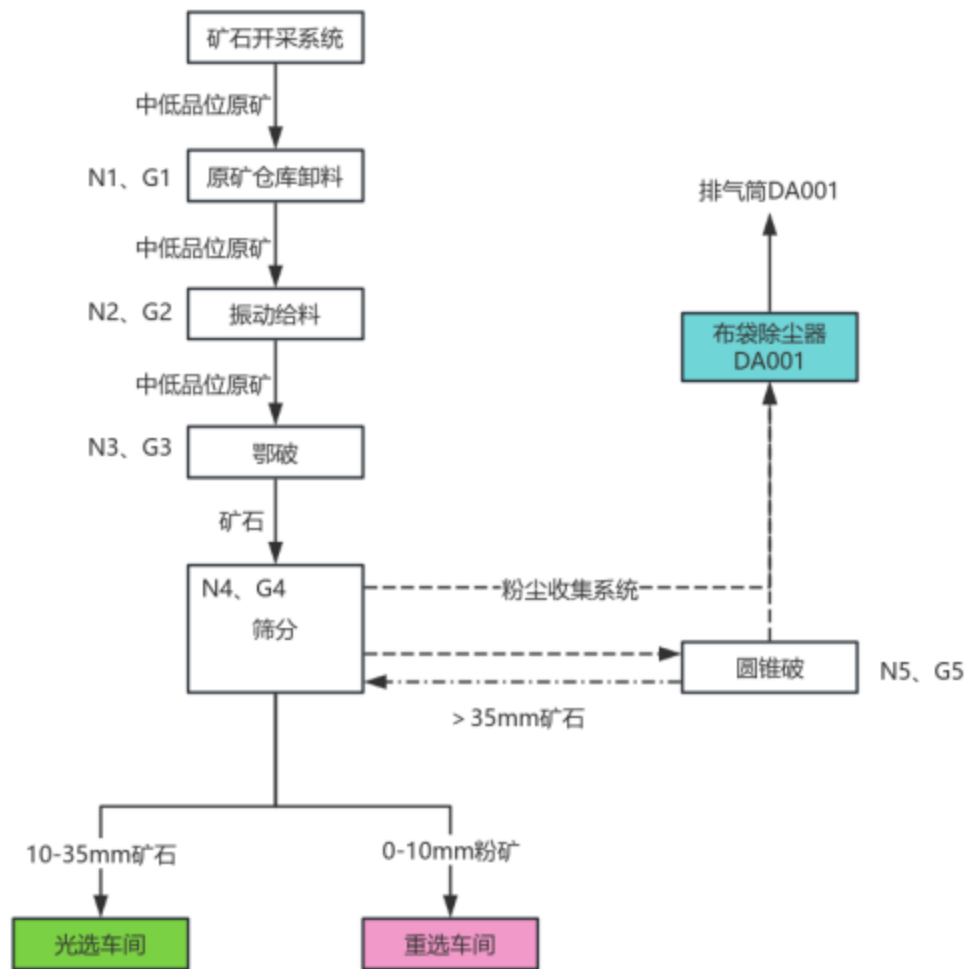 矿石开采系统
中低品位原矿
N1、G1
原矿仓库卸料
排气筒DA001
中低品位原矿
N2、G2
振动给料
布袋除尘器
DA001
中低品位原矿
N3、G3
鄂破
矿石
N4、G4
筛分
粉尘收集系统
圆锥破
N5、G5
＞35mm矿石
10-35mm矿石
0-10mm粉矿
光选车间
重选车间